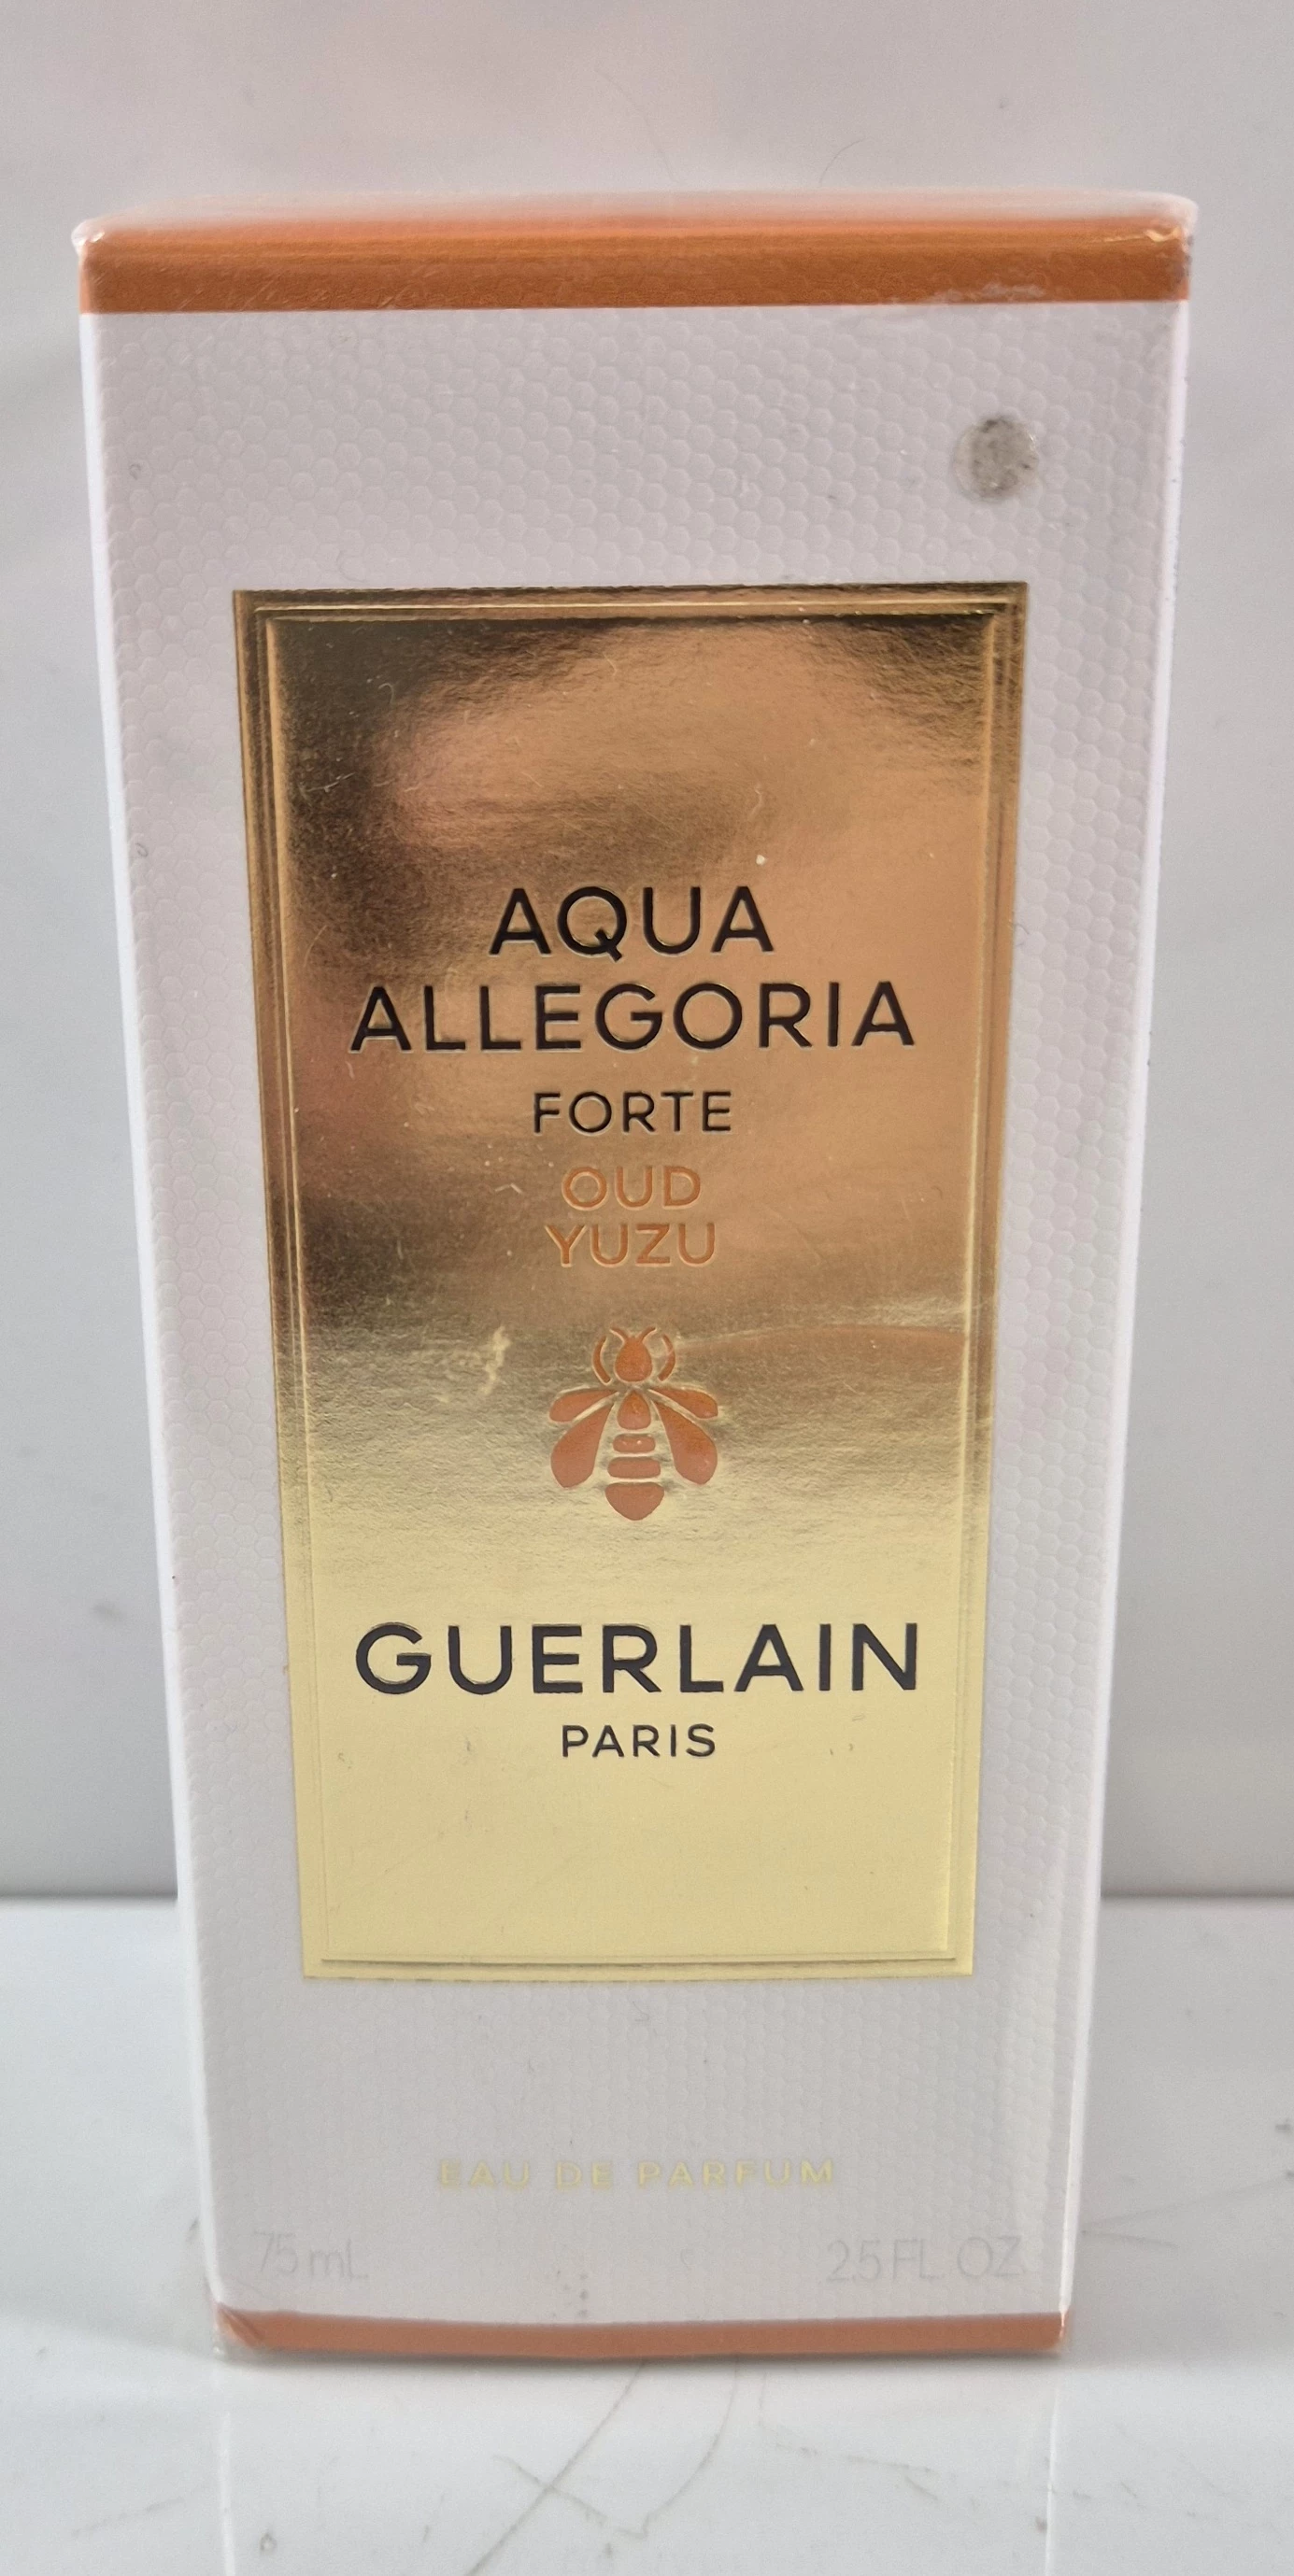 AQUA
ALLEGORIA
FORTE
OUD
YUZU
GUERLAIN
PARIS
EAU DE PARFUM
75 mL 2.5 FL. OZ